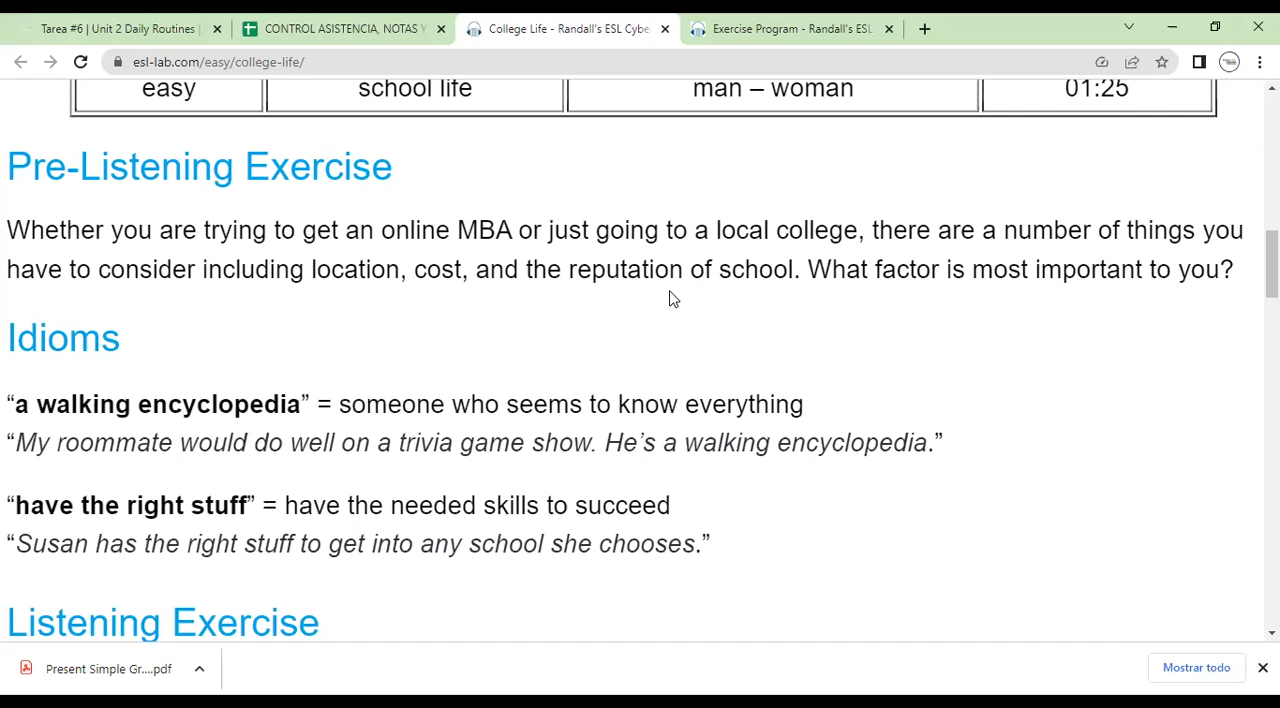 Tarea #6 | Unit 2 Daily Routines |
CONTROL ASISTENCIA, NOTAS Y
College Life - Randall's ESL Cybe
Exercise Program - Randall's ESL
esl-lab.com/easy/college-life/
easy school life man – woman 01:25
Pre-Listening Exercise
Whether you are trying to get an online MBA or just going to a local college, there are a number of things you
have to consider including location, cost, and the reputation of school. What factor is most important to you?
Idioms
“a walking encyclopedia” = someone who seems to know everything
“My roommate would do well on a trivia game show. He’s a walking encyclopedia.”
“have the right stuff” = have the needed skills to succeed
“Susan has the right stuff to get into any school she chooses.”
Listening Exercise
Present Simple Gr....pdf
Mostrar todo